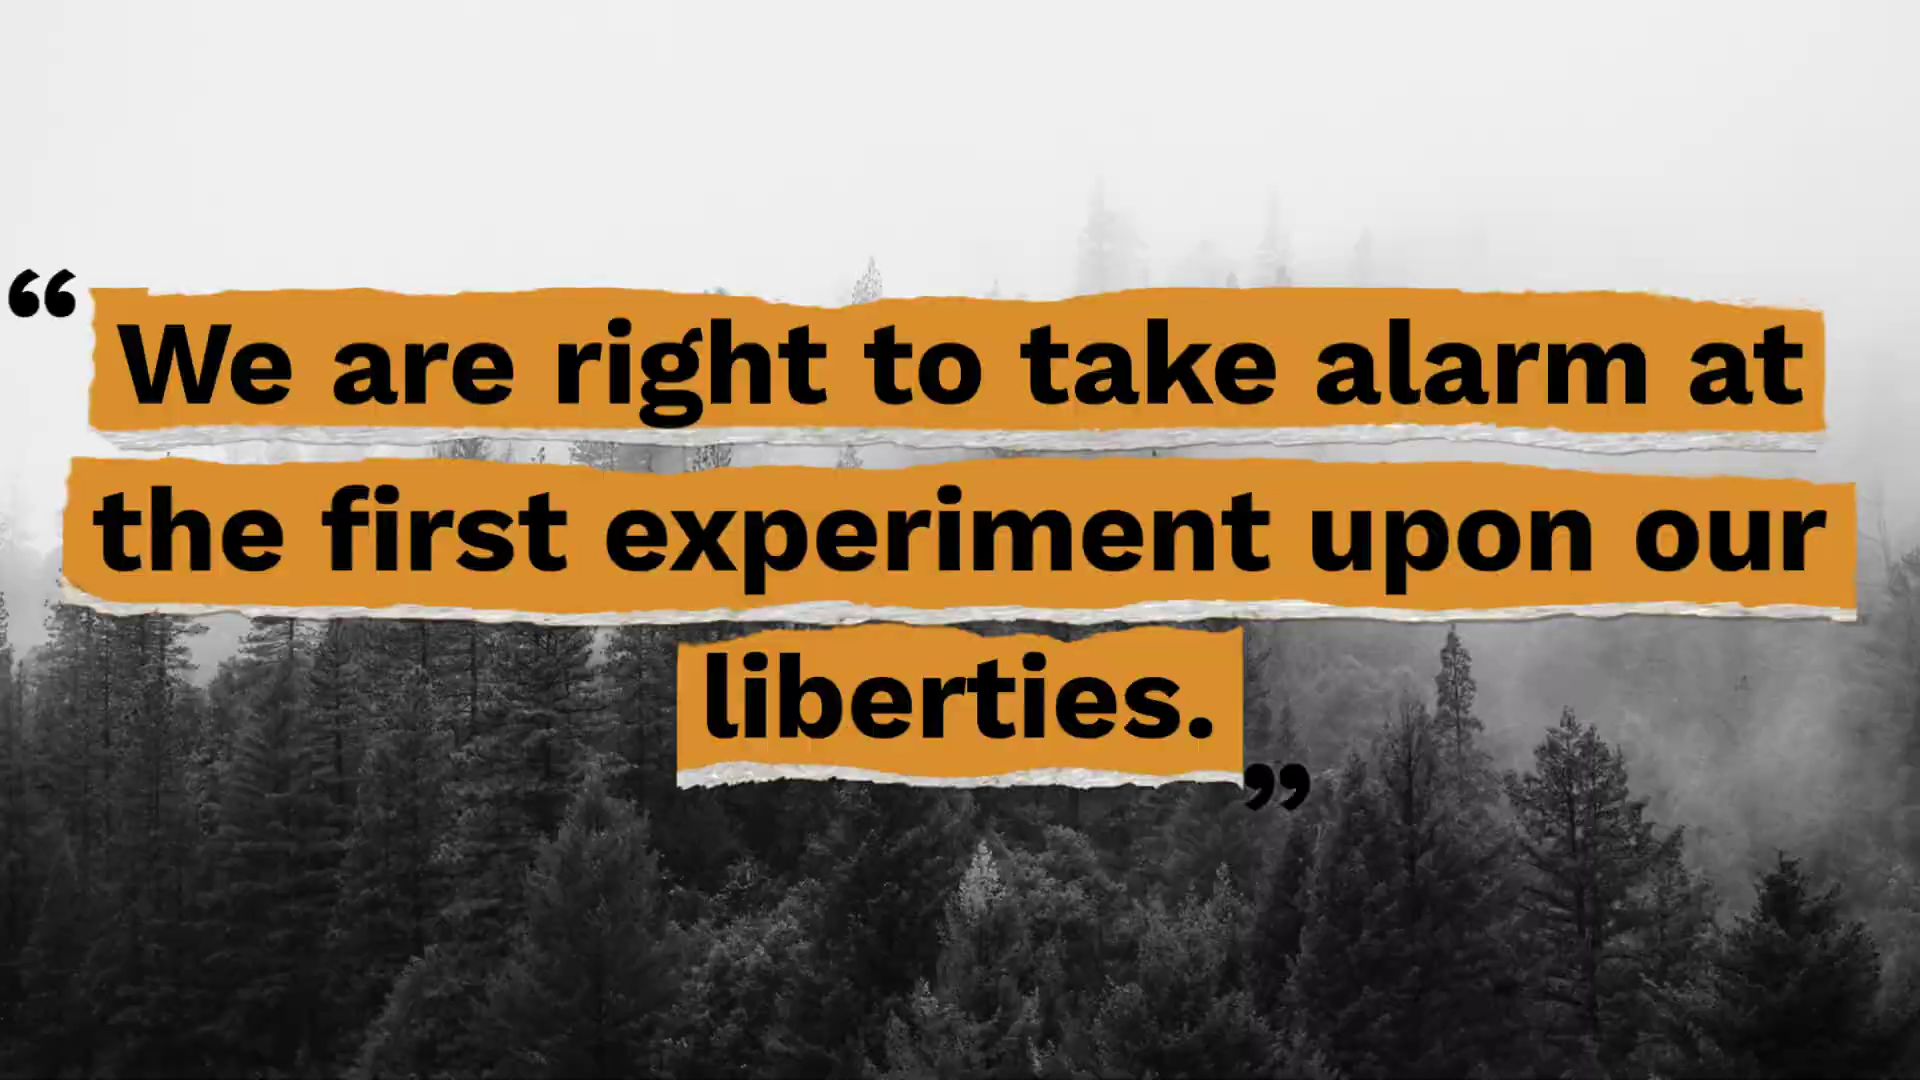 “We are right to take alarm at
the first experiment upon our
liberties.”